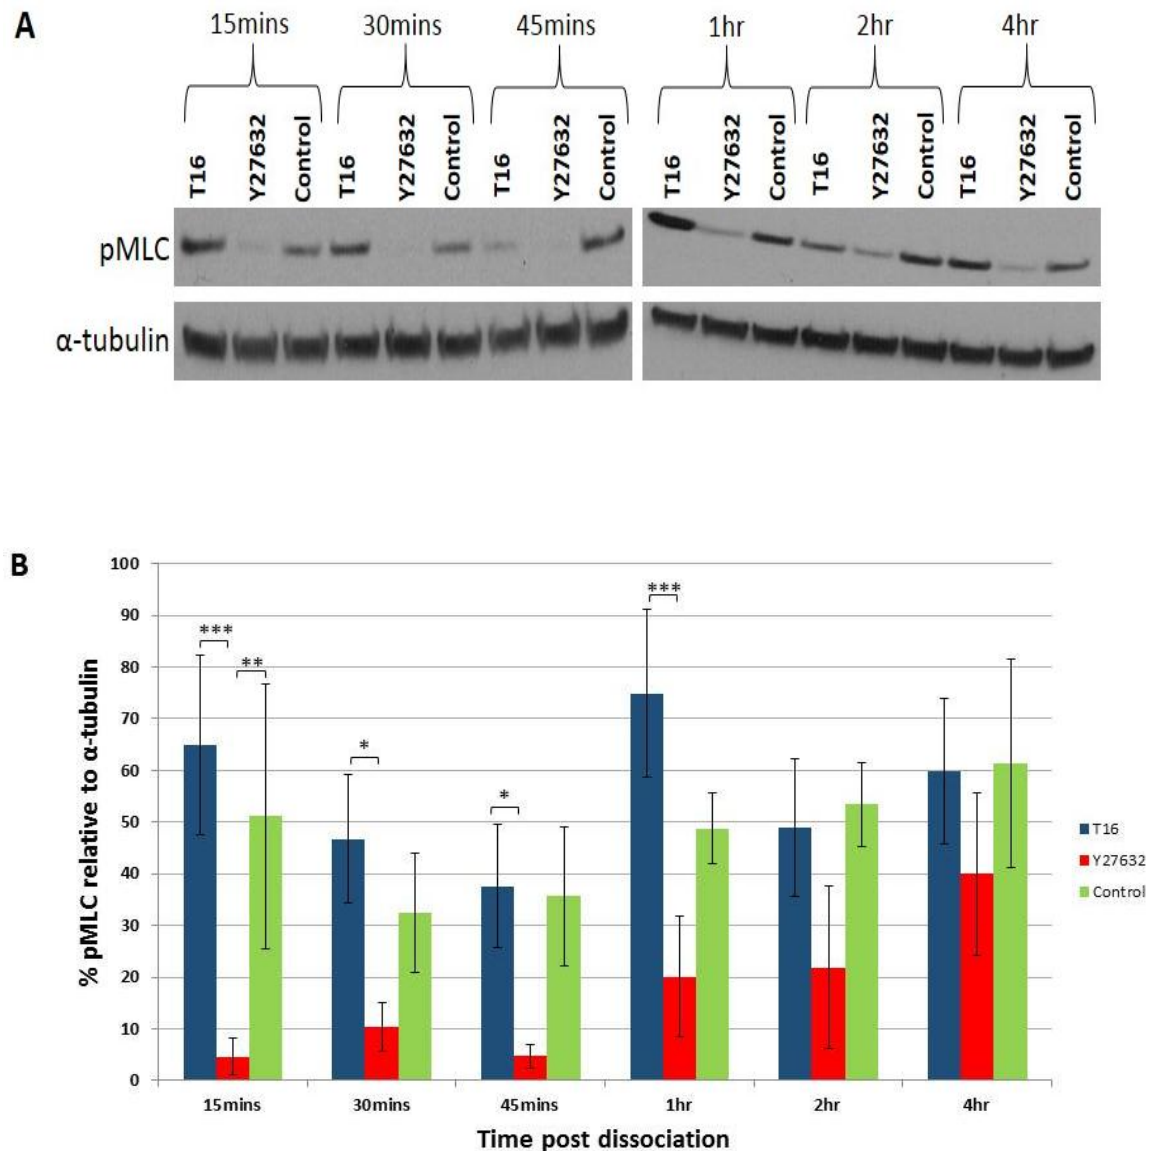 A
15mins 30mins 45mins 1hr 2hr 4hr
T16 Y27632 Control T16 Y27632 Control T16 Y27632 Control T16 Y27632 Control T16 Y27632 Control T16 Y27632 Control
pMLC
α-tubulin
B
% pMLC relative to α-tubulin
100
90
80
70
60
50
40
30
20
10
0
*** ** * * ***
15mins 30mins 45mins 1hr 2hr 4hr
Time post dissociation
T16
Y27632
Control